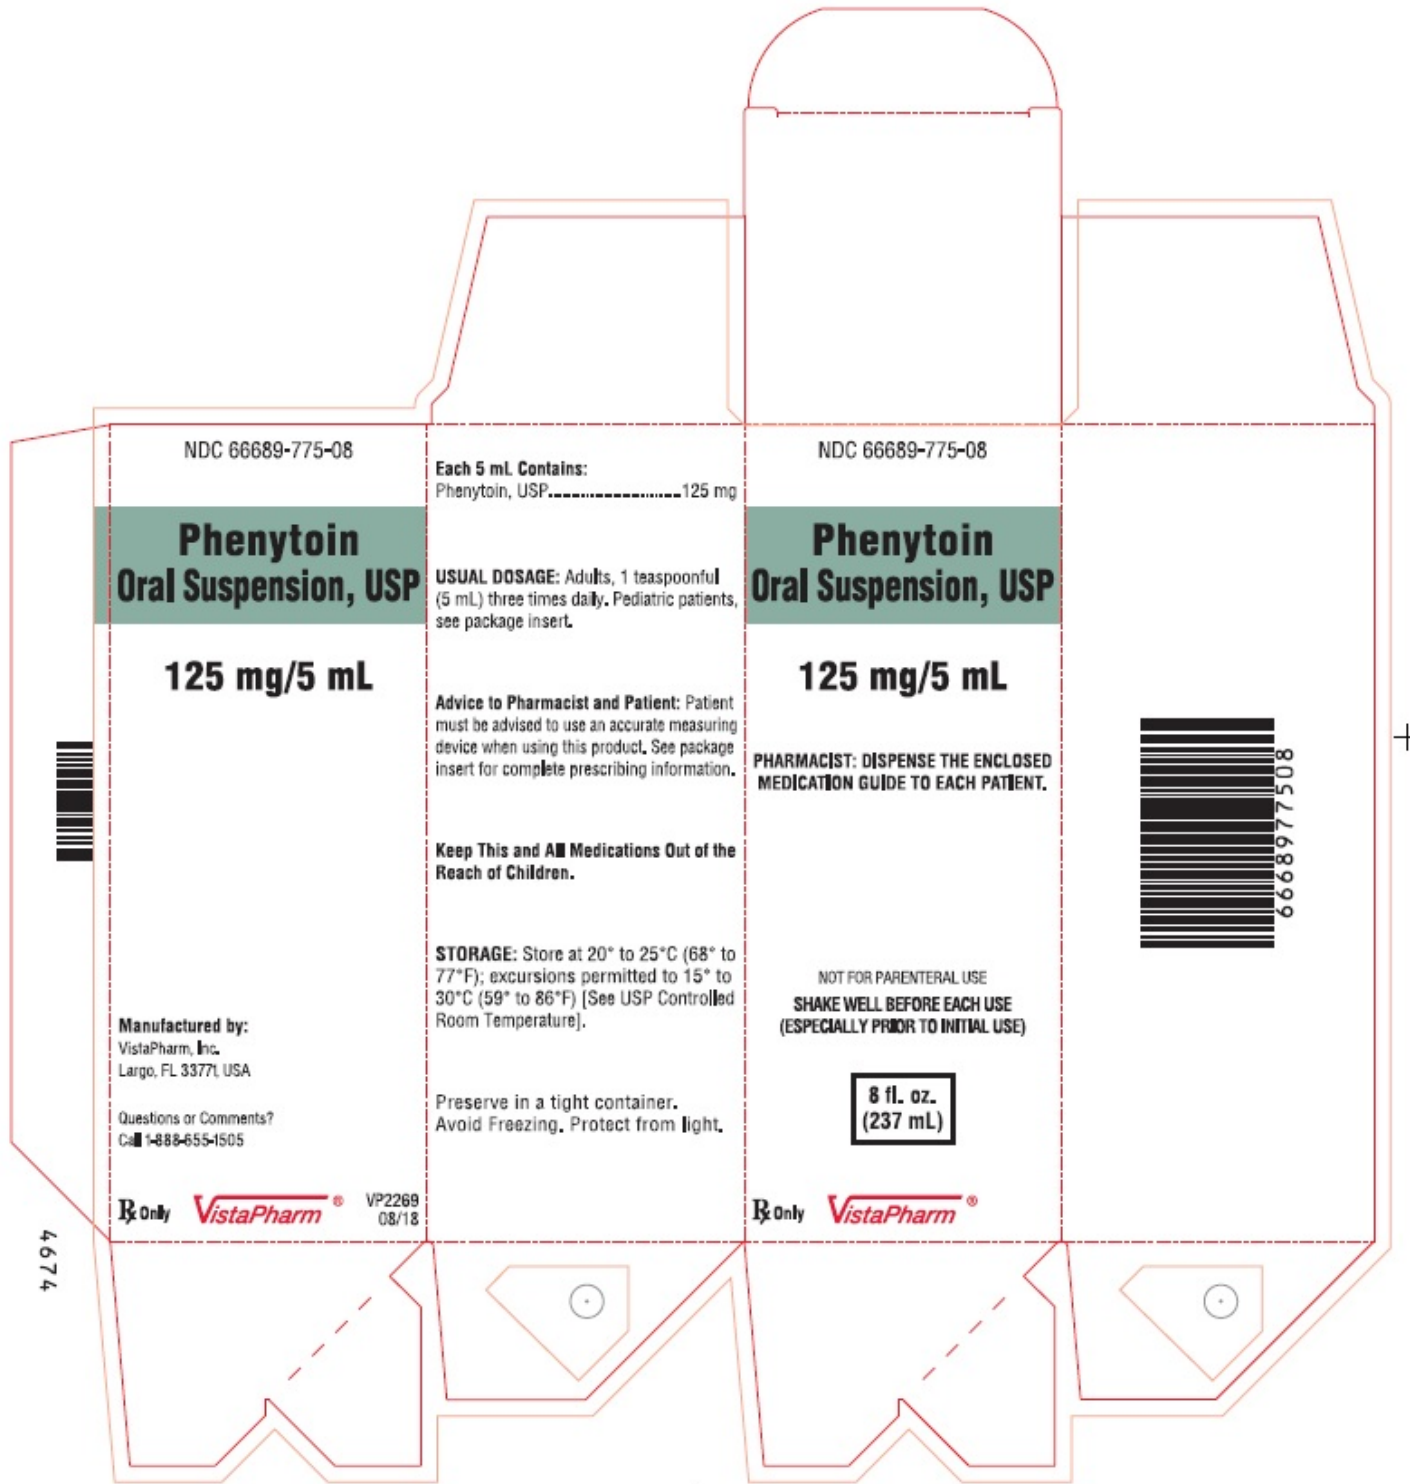 NDC 66689-775-08
Phenytoin
Oral Suspension, USP
125 mg/5 mL
Manufactured by:
VistaPharm, Inc.
Largo, FL 33771, USA
Questions or Comments?
Call 1-888-655-1505
℞ Only
VistaPharm®
VP2269
08/18
4674
Each 5 mL Contains:
Phenytoin, USP......................125 mg
USUAL DOSAGE: Adults, 1 teaspoonful
(5 mL) three times daily. Pediatric patients,
see package insert.
Advice to Pharmacist and Patient: Patient
must be advised to use an accurate measuring
device when using this product. See package
insert for complete prescribing information.
Keep This and All Medications Out of the
Reach of Children.
STORAGE: Store at 20° to 25°C (68° to
77°F); excursions permitted to 15° to
30°C (59° to 86°F) [See USP Controlled
Room Temperature].
Preserve in a tight container.
Avoid Freezing. Protect from light.
NDC 66689-775-08
Phenytoin
Oral Suspension, USP
125 mg/5 mL
PHARMACIST: DISPENSE THE ENCLOSED
MEDICATION GUIDE TO EACH PATIENT.
NOT FOR PARENTERAL USE
SHAKE WELL BEFORE EACH USE
(ESPECIALLY PRIOR TO INITIAL USE)
8 fl. oz.
(237 mL)
℞ Only
VistaPharm®
6668977508